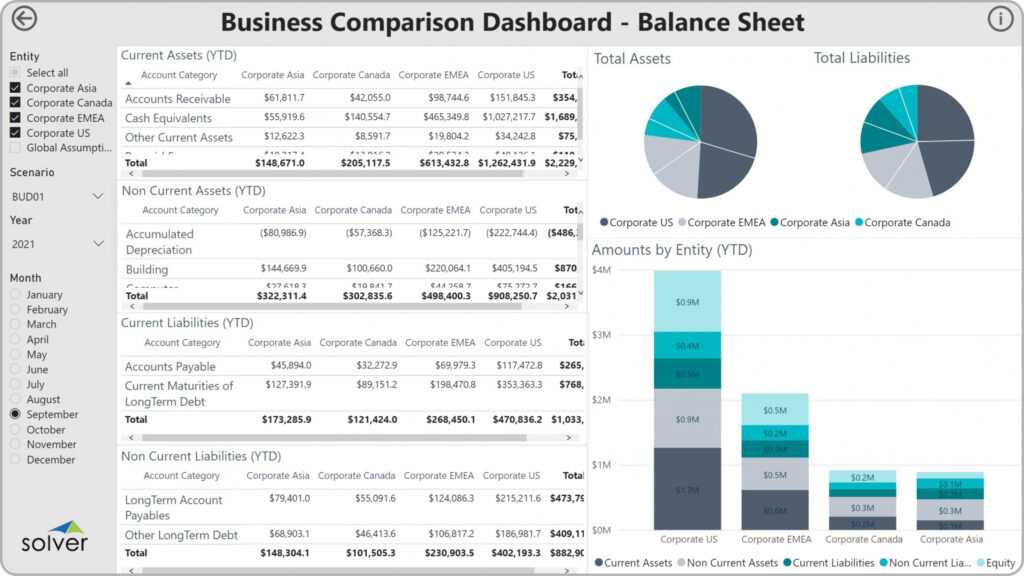 Business Comparison Dashboard - Balance Sheet
Entity
Select all
Corporate Asia
Corporate Canada
Corporate EMEA
Corporate US
Global Assumpti...
Scenario
BUD01
Year
2021
Month
January
February
March
April
May
June
July
August
September
October
November
December
solver
Current Assets (YTD)
Account Category Corporate Asia Corporate Canada Corporate EMEA Corporate US
Accounts Receivable $61,811.7 $42,055.0 $98,744.6 $151,845.3 $354,
Cash Equivalents $55,919.6 $140,554.7 $465,349.8 $1,027,217.7 $1,689,
Other Current Assets $12,622.3 $8,591.7 $19,804.2 $34,242.8 $75,
Total $148,671.0 $205,117.5 $613,432.8 $1,262,431.9 $2,229,
Non Current Assets (YTD)
Account Category Corporate Asia Corporate Canada Corporate EMEA Corporate US
Accumulated ($80,986.9) ($57,368.3) ($125,221.7) ($222,744.4) ($486,
Depreciation
Building $144,669.9 $100,660.0 $220,064.1 $405,194.5 $870,
Total $322,311.4 $302,835.6 $498,400.3 $908,250.7 $2,031
Current Liabilities (YTD)
Account Category Corporate Asia Corporate Canada Corporate EMEA Corporate US
Accounts Payable $45,894.0 $32,272.9 $69,979.3 $117,472.8 $265,
Current Maturities of $127,391.9 $89,151.2 $198,470.8 $353,363.3 $768,
LongTerm Debt
Total $173,285.9 $121,424.0 $268,450.1 $470,836.2 $1,033,
Non Current Liabilities (YTD)
Account Category Corporate Asia Corporate Canada Corporate EMEA Corporate US Total
LongTerm Account $79,401.0 $55,091.6 $124,086.3 $215,211.6 $473,79
Payables
Other LongTerm Debt $68,903.1 $46,413.6 $106,817.2 $186,981.7 $409,11
Total $148,304.1 $101,505.3 $230,903.5 $402,193.3 $882,90
Total Assets
Total Liabilities
Corporate US Corporate EMEA Corporate Asia Corporate Canada
Amounts by Entity (YTD)
$4M
$3M
$2M
$1M
$0M
$0.9M
$0.4M
$0.5M
$0.9M
$0.5M
$0.2M
$0.5M
$0.2M
$0.3M
$0.1M
$0.3M
Corporate US Corporate EMEA Corporate Canada Corporate Asia
Current Assets Non Current Assets Current Liabilities Non Current Lia... Equity